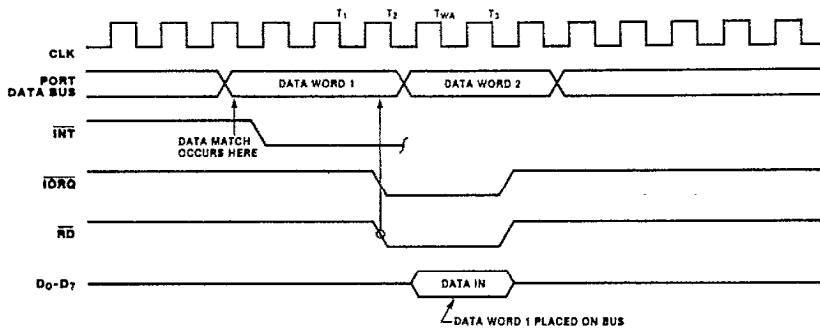 T1 T2 TWA T3
CLK
PORT
DATA BUS
DATA WORD 1 DATA WORD 2
INT
DATA MATCH
OCCURS HERE
IORQ
RD
D0-D7
DATA IN
DATA WORD 1 PLACED ON BUS